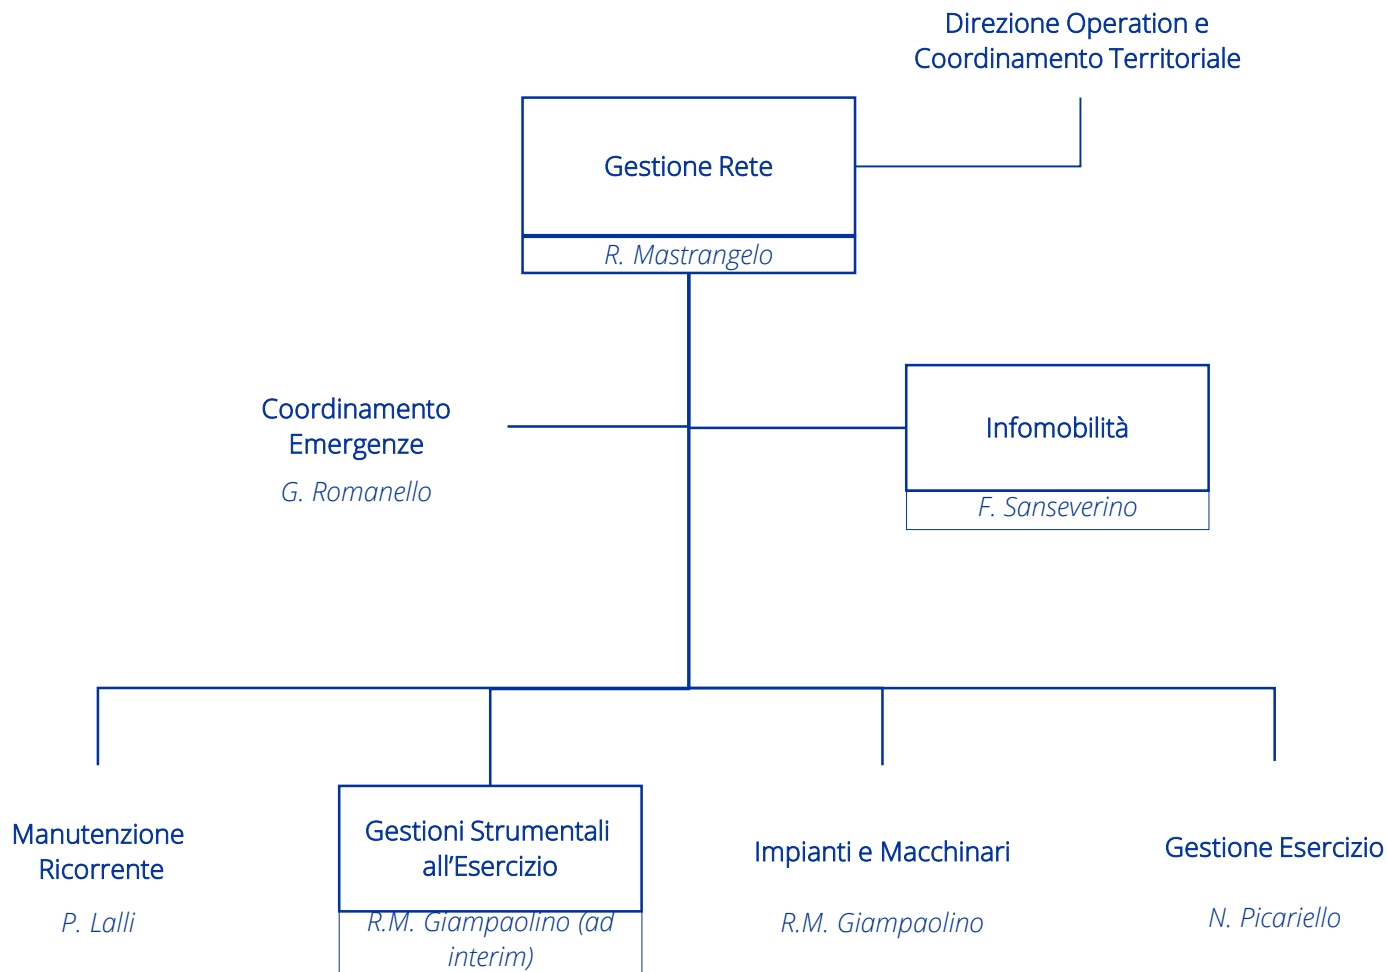 Direzione Operation e
Coordinamento Territoriale
Gestione Rete
R. Mastrangelo
Coordinamento
Emergenze
G. Romanello
Infomobilità
F. Sanseverino
Manutenzione
Ricorrente
P. Lalli
Gestioni Strumentali
all’Esercizio
R.M. Giampaolino (ad
interim)
Impianti e Macchinari
R.M. Giampaolino
Gestione Esercizio
N. Picariello